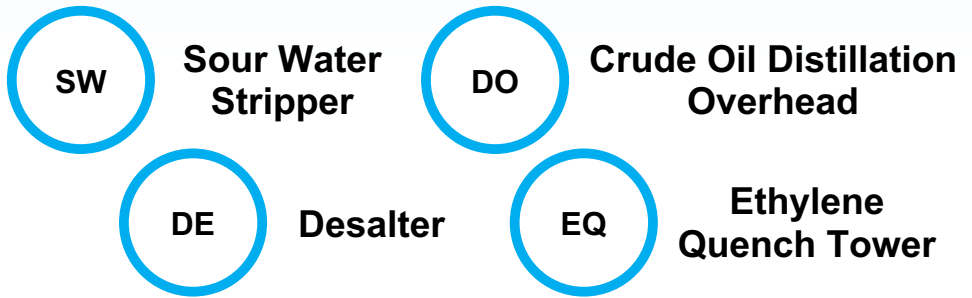 SW
Sour Water
Stripper
DO
Crude Oil Distillation
Overhead
DE
Desalter
EQ
Ethylene
Quench Tower